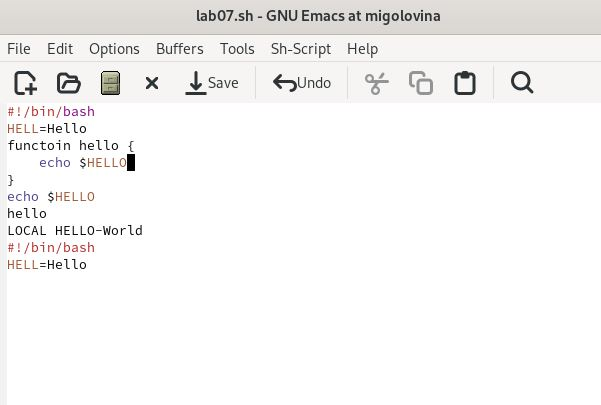 lab07.sh - GNU Emacs at migolovina
File Edit Options Buffers Tools Sh-Script Help
Save Undo
#!/bin/bash
HELL=Hello
functoin hello {
    echo $HELLO
}
echo $HELLO
hello
LOCAL HELLO-World
#!/bin/bash
HELL=Hello